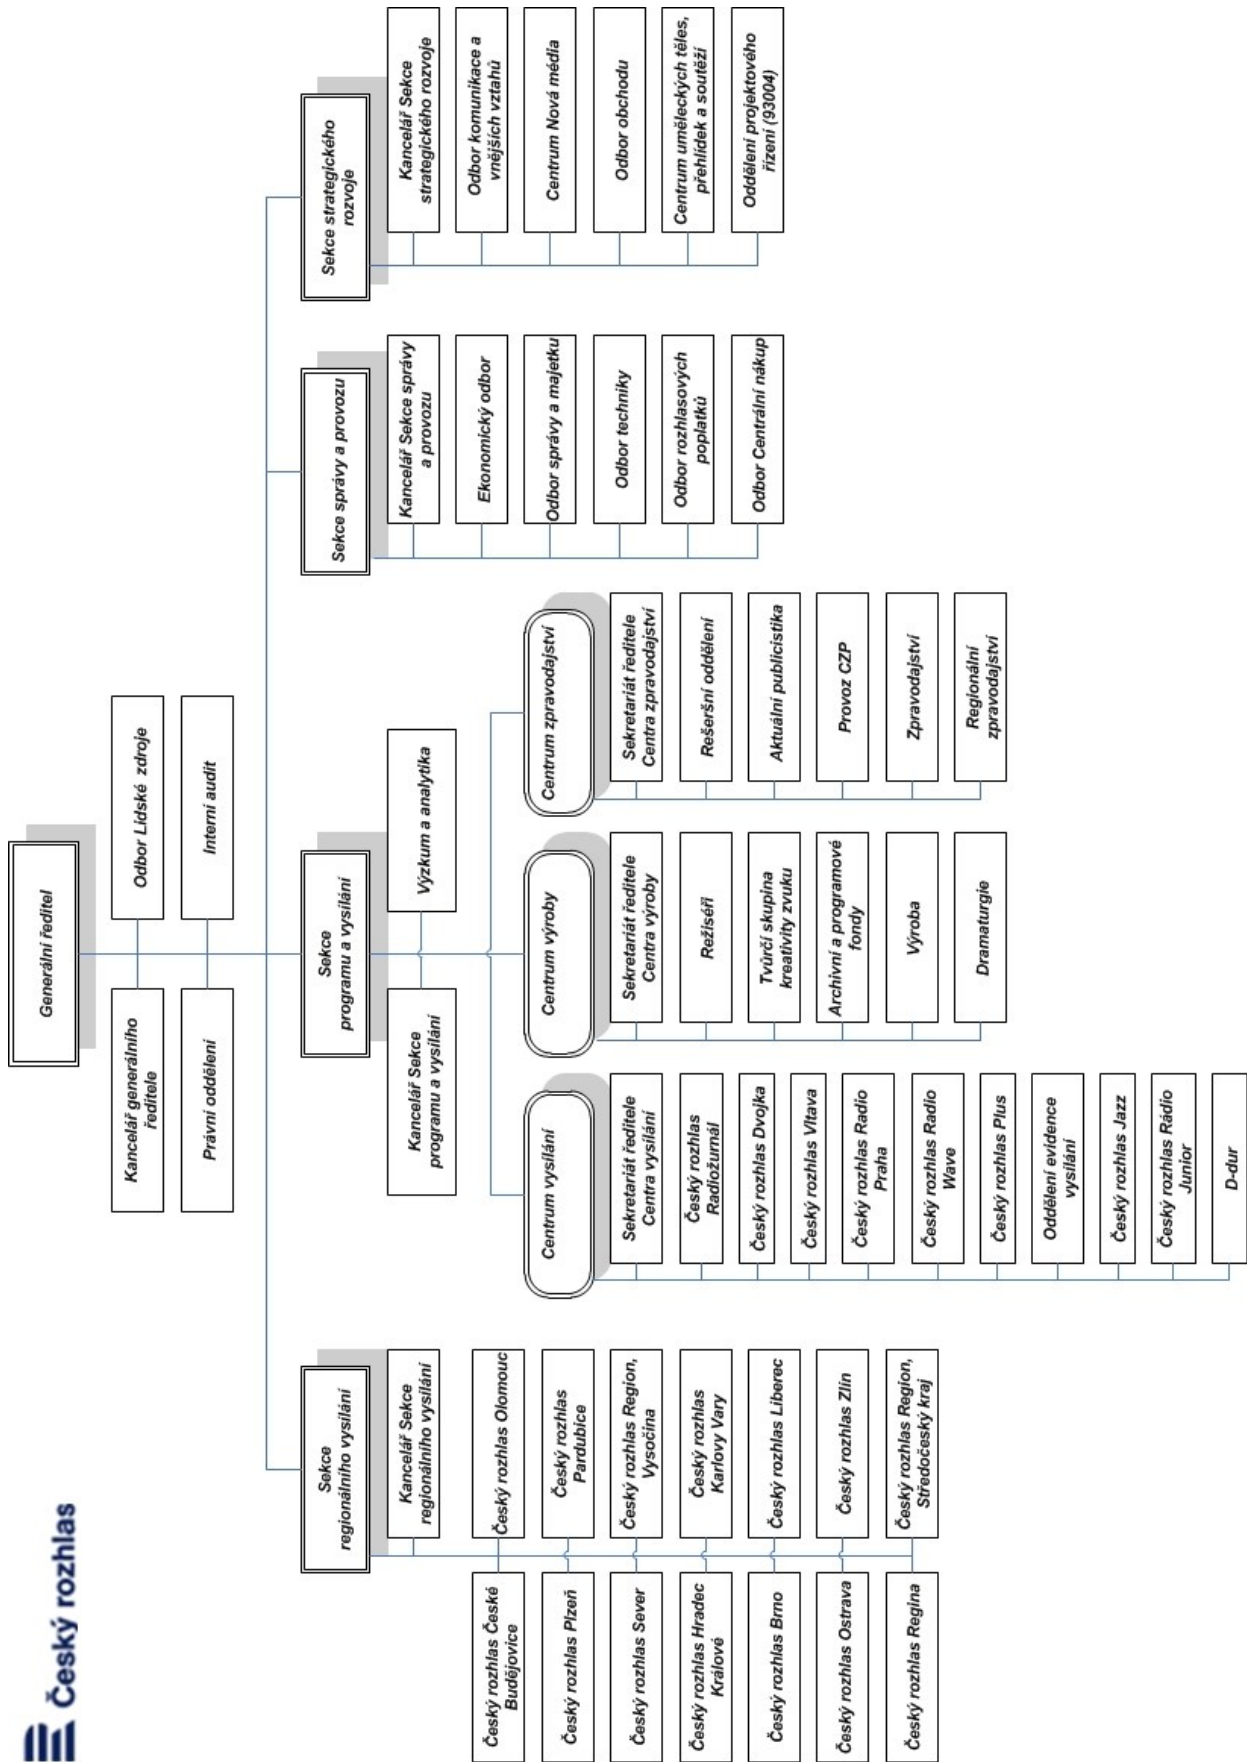 Český rozhlas
Generální ředitel
Kancelář generálního
ředitele
Odbor Lidské zdroje
Právní oddělení
Interní audit
Sekce
regionálního vysílání
Kancelář Sekce
regionálního vysílání
Český rozhlas České
Budějovice
Český rozhlas Olomouc
Český rozhlas Plzeň
Český rozhlas
Pardubice
Český rozhlas Sever
Český rozhlas Region,
Vysočina
Český rozhlas Hradec
Králové
Český rozhlas
Karlovy Vary
Český rozhlas Brno
Český rozhlas Liberec
Český rozhlas Ostrava
Český rozhlas Zlín
Český rozhlas Regina
Český rozhlas Region,
Středočeský kraj
Sekce
programu a vysílání
Kancelář Sekce
programu a vysílání
Výzkum a analytika
Centrum vysílání
Sekretariát ředitele
Centra vysílání
Český rozhlas
Radiožurnál
Český rozhlas Dvojka
Český rozhlas Vltava
Český rozhlas Radio
Praha
Český rozhlas Radio
Wave
Český rozhlas Plus
Oddělení evidence
vysílání
Český rozhlas Jazz
Český rozhlas Rádio
Junior
D-dur
Centrum výroby
Sekretariát ředitele
Centra výroby
Režiséři
Tvůrčí skupina
kreativity zvuku
Archivní a programové
fondy
Výroba
Dramaturgie
Centrum zpravodajství
Sekretariát ředitele
Centra zpravodajství
Rešeršní oddělení
Aktuální publicistika
Provoz CZP
Zpravodajství
Regionální
zpravodajství
Sekce správy a provozu
Kancelář Sekce správy
a provozu
Ekonomický odbor
Odbor správy a majetku
Odbor techniky
Odbor rozhlasových
poplatků
Odbor Centrální nákup
Sekce strategického
rozvoje
Kancelář Sekce
strategického rozvoje
Odbor komunikace a
vnějších vztahů
Centrum Nová média
Odbor obchodu
Centrum uměleckých těles,
přehlídek a soutěží
Oddělení projektového
řízení (93004)